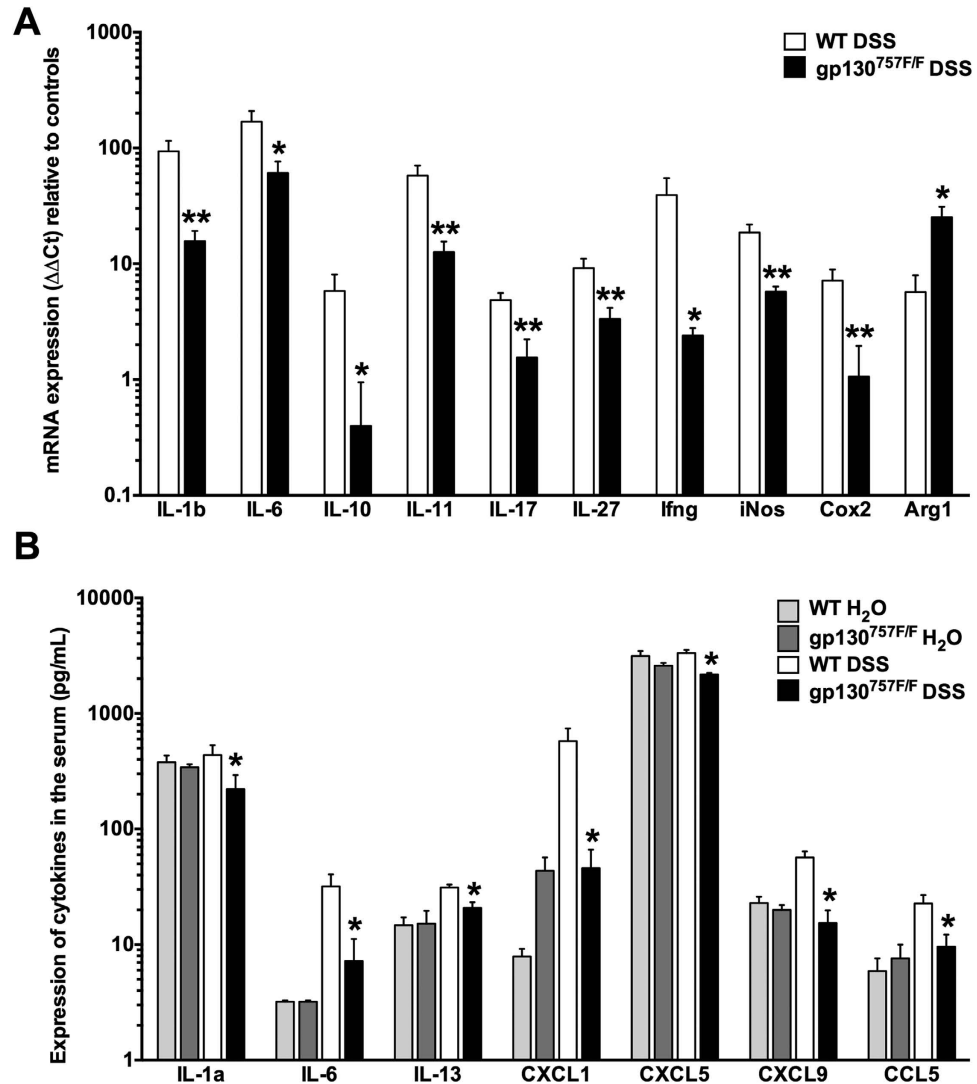 A
1000
100
10
1
0.1
mRNA expression (ΔΔCt) relative to controls
WT DSS
gp130⁷⁵⁷ᶠ/ᶠ DSS
**
*
*
**
**
**
*
**
**
*
IL-1b IL-6 IL-10 IL-11 IL-17 IL-27 Ifng iNos Cox2 Arg1
B
10000
1000
100
10
1
Expression of cytokines in the serum (pg/mL)
WT H₂O
gp130⁷⁵⁷ᶠ/ᶠ H₂O
WT DSS
gp130⁷⁵⁷ᶠ/ᶠ DSS
*
*
*
*
*
*
*
IL-1a IL-6 IL-13 CXCL1 CXCL5 CXCL9 CCL5